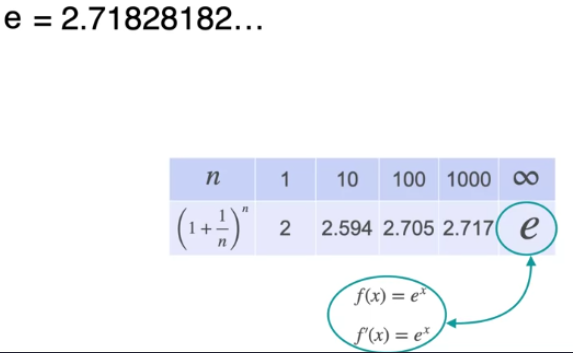 e = 2.71828182...
n 1 10 100 1000 ∞
(1 + 1/n)^n 2 2.594 2.705 2.717 e
f(x) = e^x
f'(x) = e^x